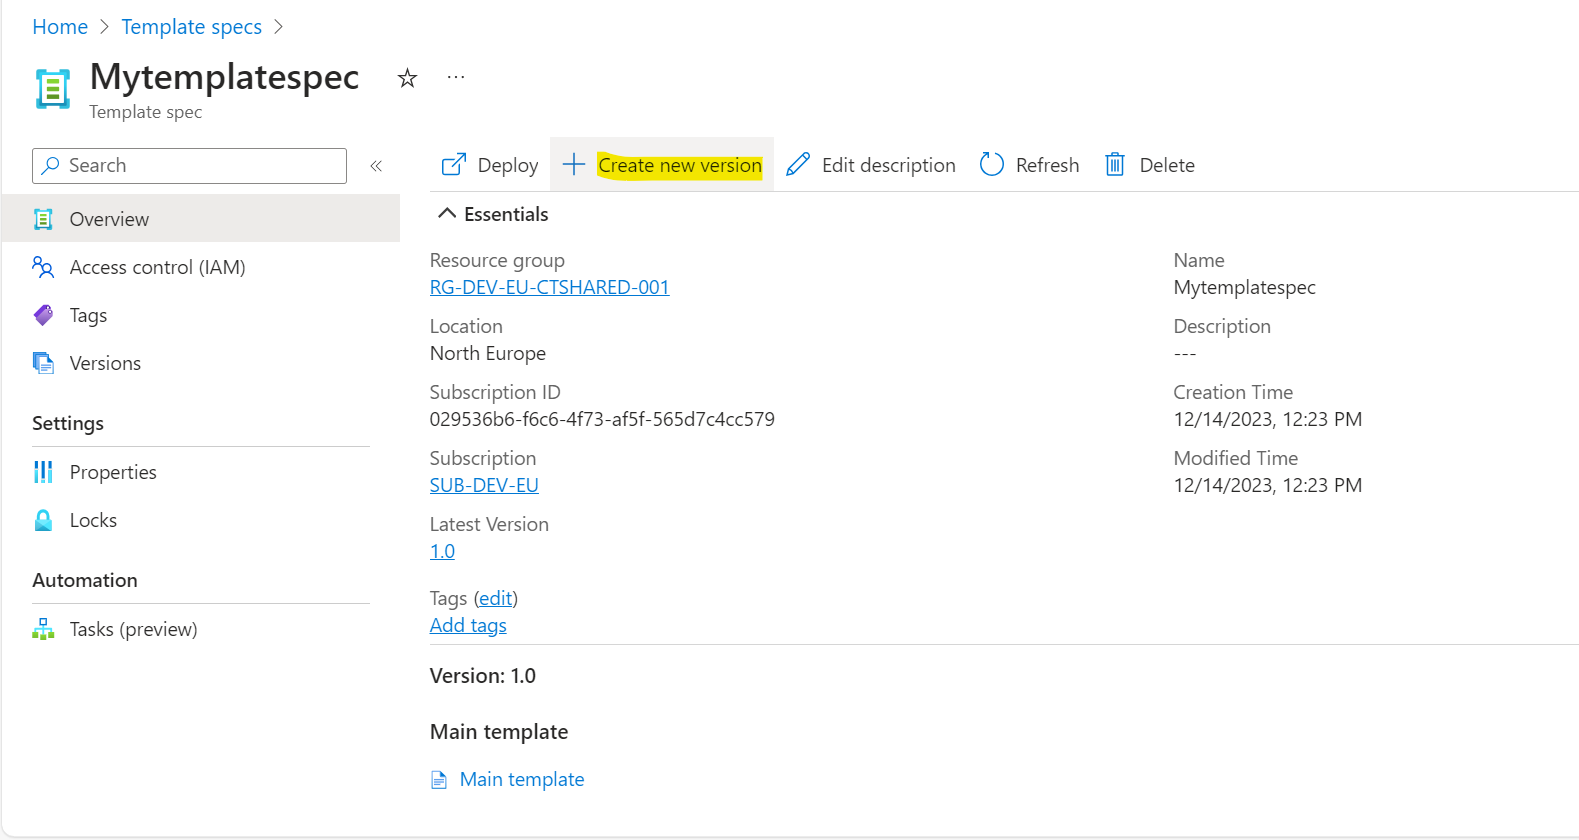 Home > Template specs >
Mytemplatespec ...
Template spec
Search «
Deploy Create new version Edit description Refresh Delete
Overview
Access control (IAM)
Tags
Versions
Settings
Properties
Locks
Automation
Tasks (preview)
Essentials
Resource group
RG-DEV-EU-CTSHARED-001
Location
North Europe
Subscription ID
029536b6-f6c6-4f73-af5f-565d7c4cc579
Subscription
SUB-DEV-EU
Latest Version
1.0
Name
Mytemplatespec
Description
---
Creation Time
12/14/2023, 12:23 PM
Modified Time
12/14/2023, 12:23 PM
Tags (edit)
Add tags
Version: 1.0
Main template
Main template